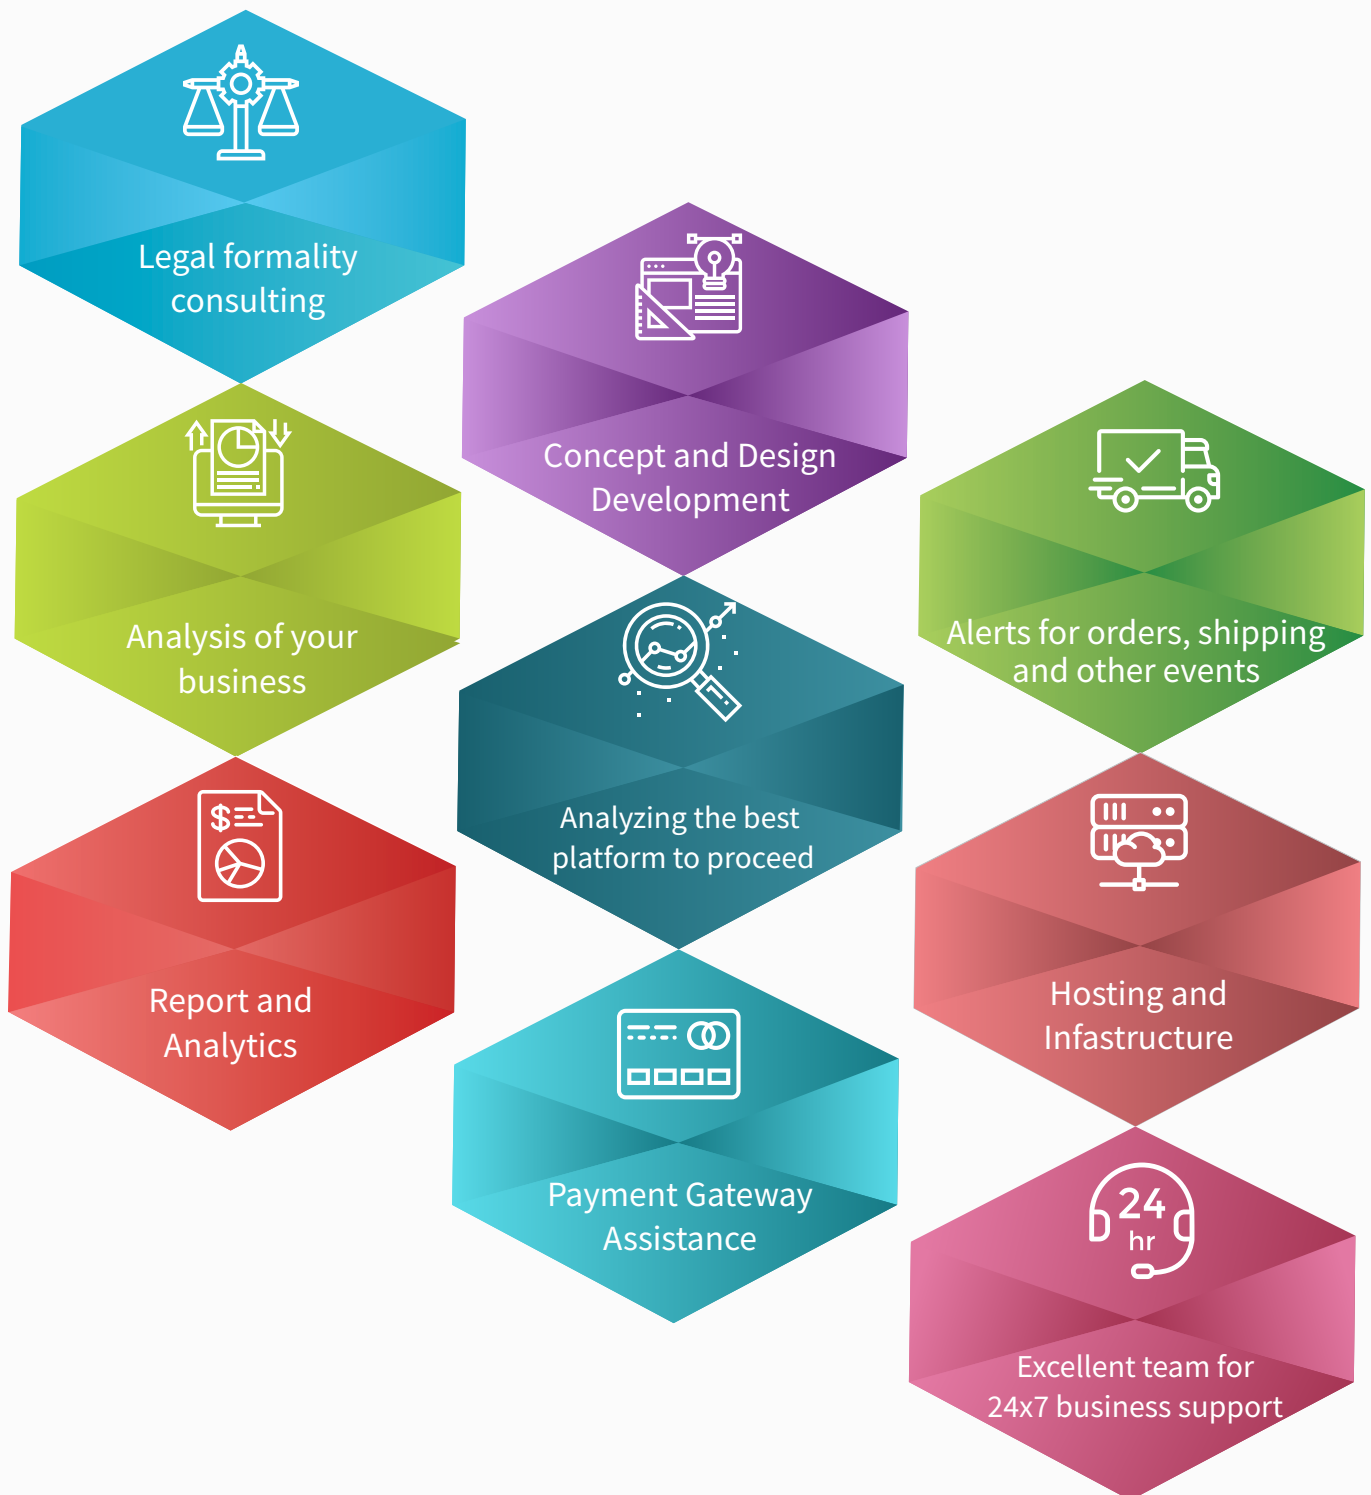 Legal formality
consulting
Analysis of your
business
$
Report and
Analytics
Concept and Design
Development
Analyzing the best
platform to proceed
Payment Gateway
Assistance
Alerts for orders, shipping
and other events
Hosting and
Infastructure
24
hr
Excellent team for
24x7 business support